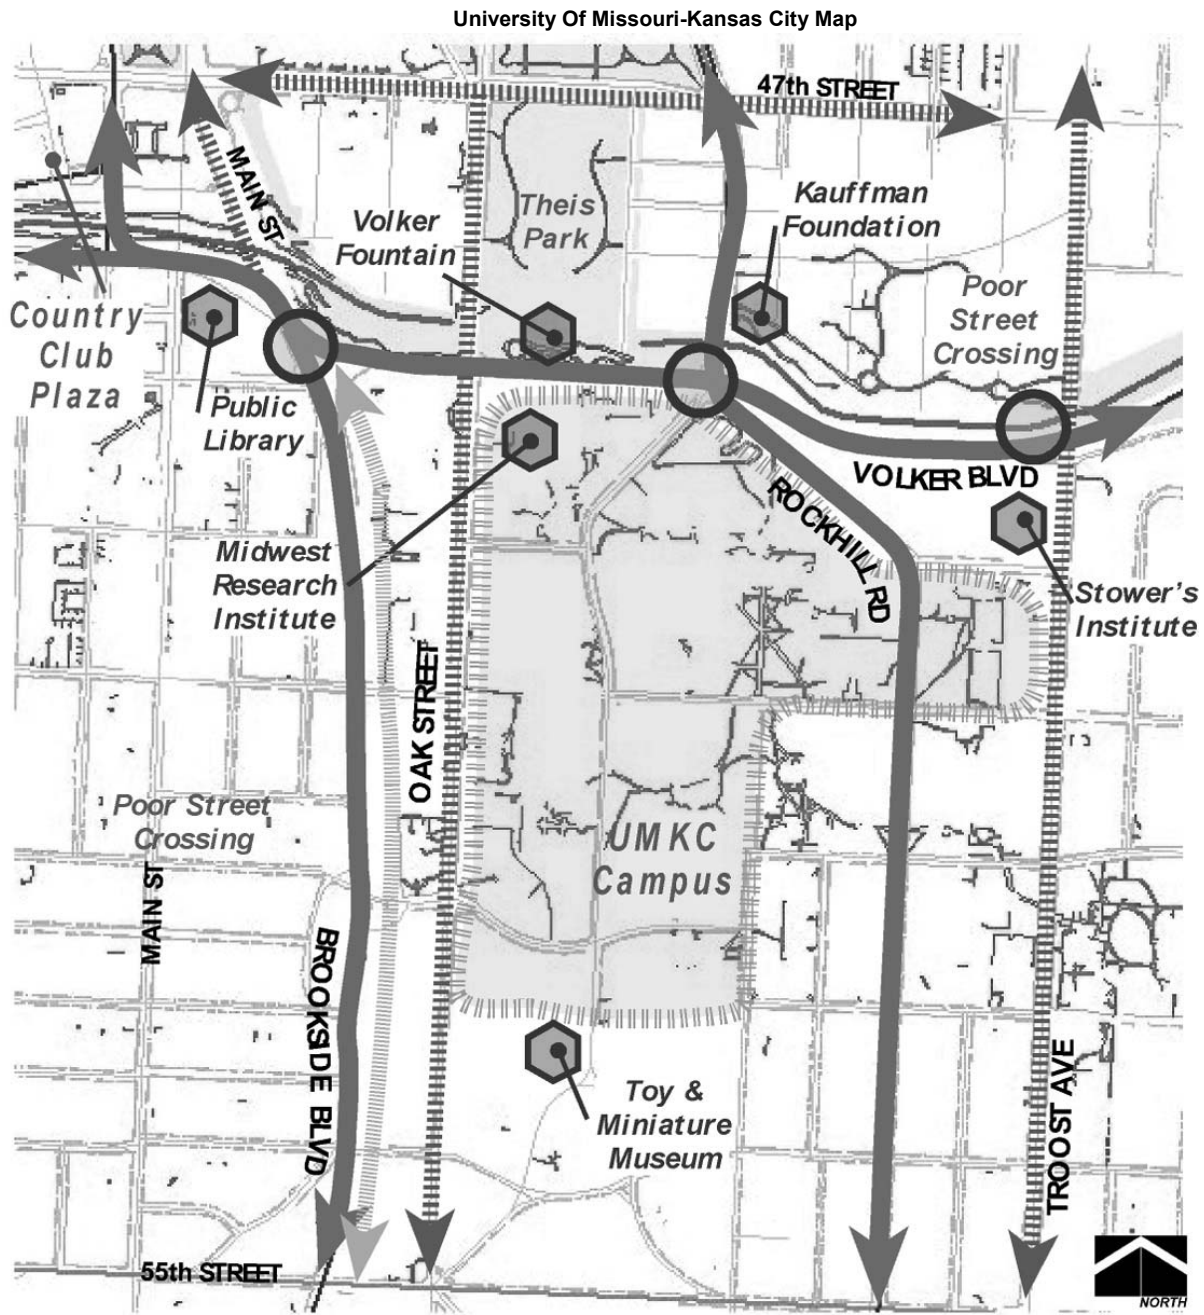 University Of Missouri-Kansas City Map
47th STREET
MAIN ST
Volker
Fountain
Theis
Park
Kauffman
Foundation
Poor
Street
Crossing
Country
Club
Plaza
Public
Library
VOLKER BLVD
ROCKHILL RD
Midwest
Research
Institute
Stower's
Institute
OAK STREET
Poor Street
Crossing
UMKC
Campus
MAIN ST
BROOKSIDE BLVD
Toy &
Miniature
Museum
TROOST AVE
55th STREET
NORTH